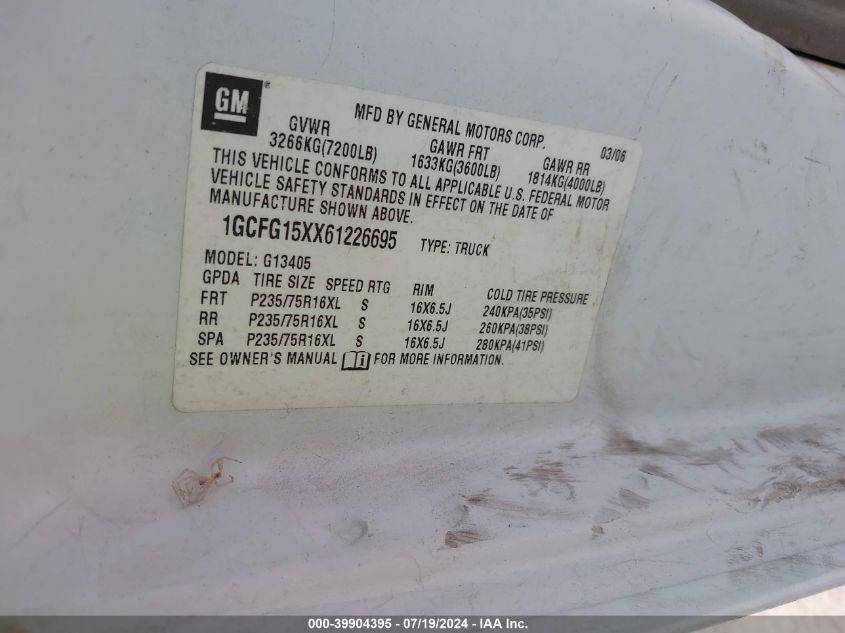 GM ®
MFD BY GENERAL MOTORS CORP. 03/06
GVWR GAWR FRT GAWR RR
3266KG(7200LB) 1633KG(3600LB) 1814KG(4000LB)
THIS VEHICLE CONFORMS TO ALL APPLICABLE U.S. FEDERAL MOTOR
VEHICLE SAFETY STANDARDS IN EFFECT ON THE DATE OF
MANUFACTURE SHOWN ABOVE.
1GCFG15XX61226695 TYPE: TRUCK
MODEL: G13405
GPDA TIRE SIZE SPEED RTG RIM COLD TIRE PRESSURE
FRT P235/75R16XL S 16X6.5J 240KPA(35PSI)
RR P235/75R16XL S 16X6.5J 260KPA(38PSI)
SPA P235/75R16XL S 16X6.5J 280KPA(41PSI)
SEE OWNER'S MANUAL FOR MORE INFORMATION.
000-39904395 - 07/19/2024 - IAA Inc.